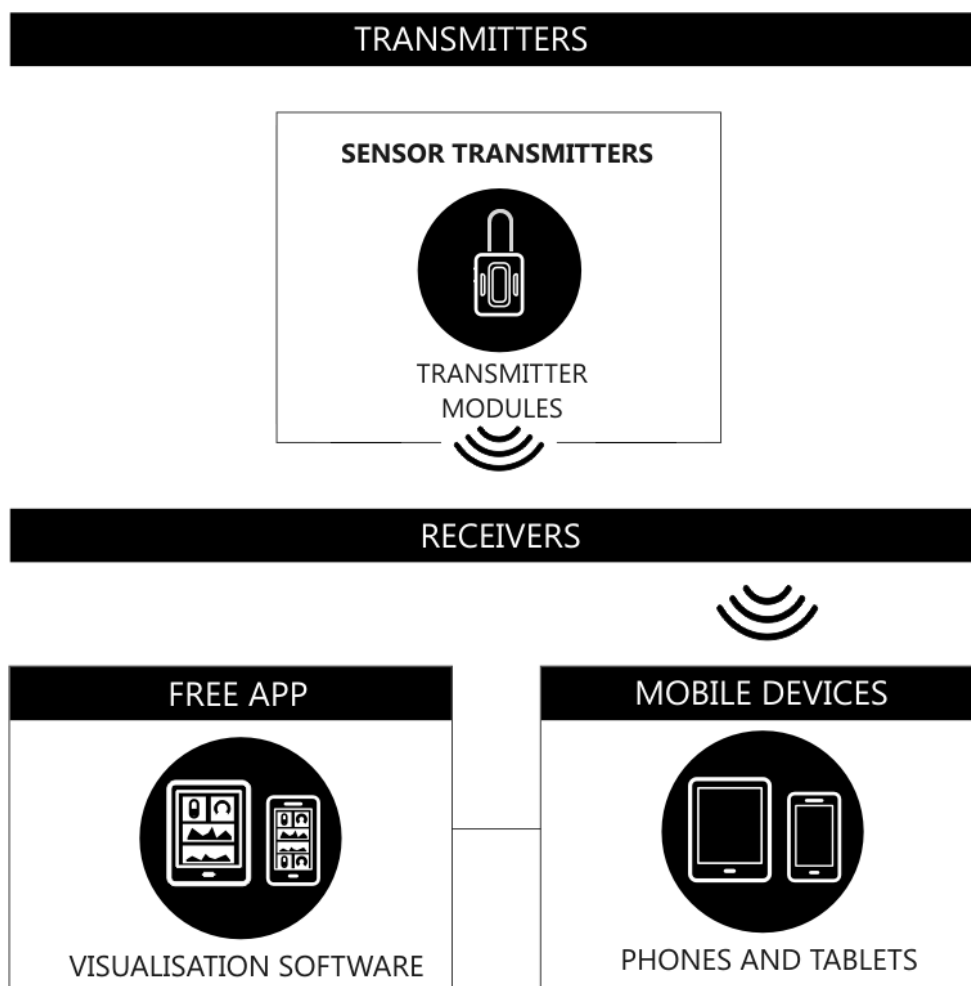 TRANSMITTERS
SENSOR TRANSMITTERS
TRANSMITTER
MODULES
RECEIVERS
FREE APP
MOBILE DEVICES
VISUALISATION SOFTWARE
PHONES AND TABLETS